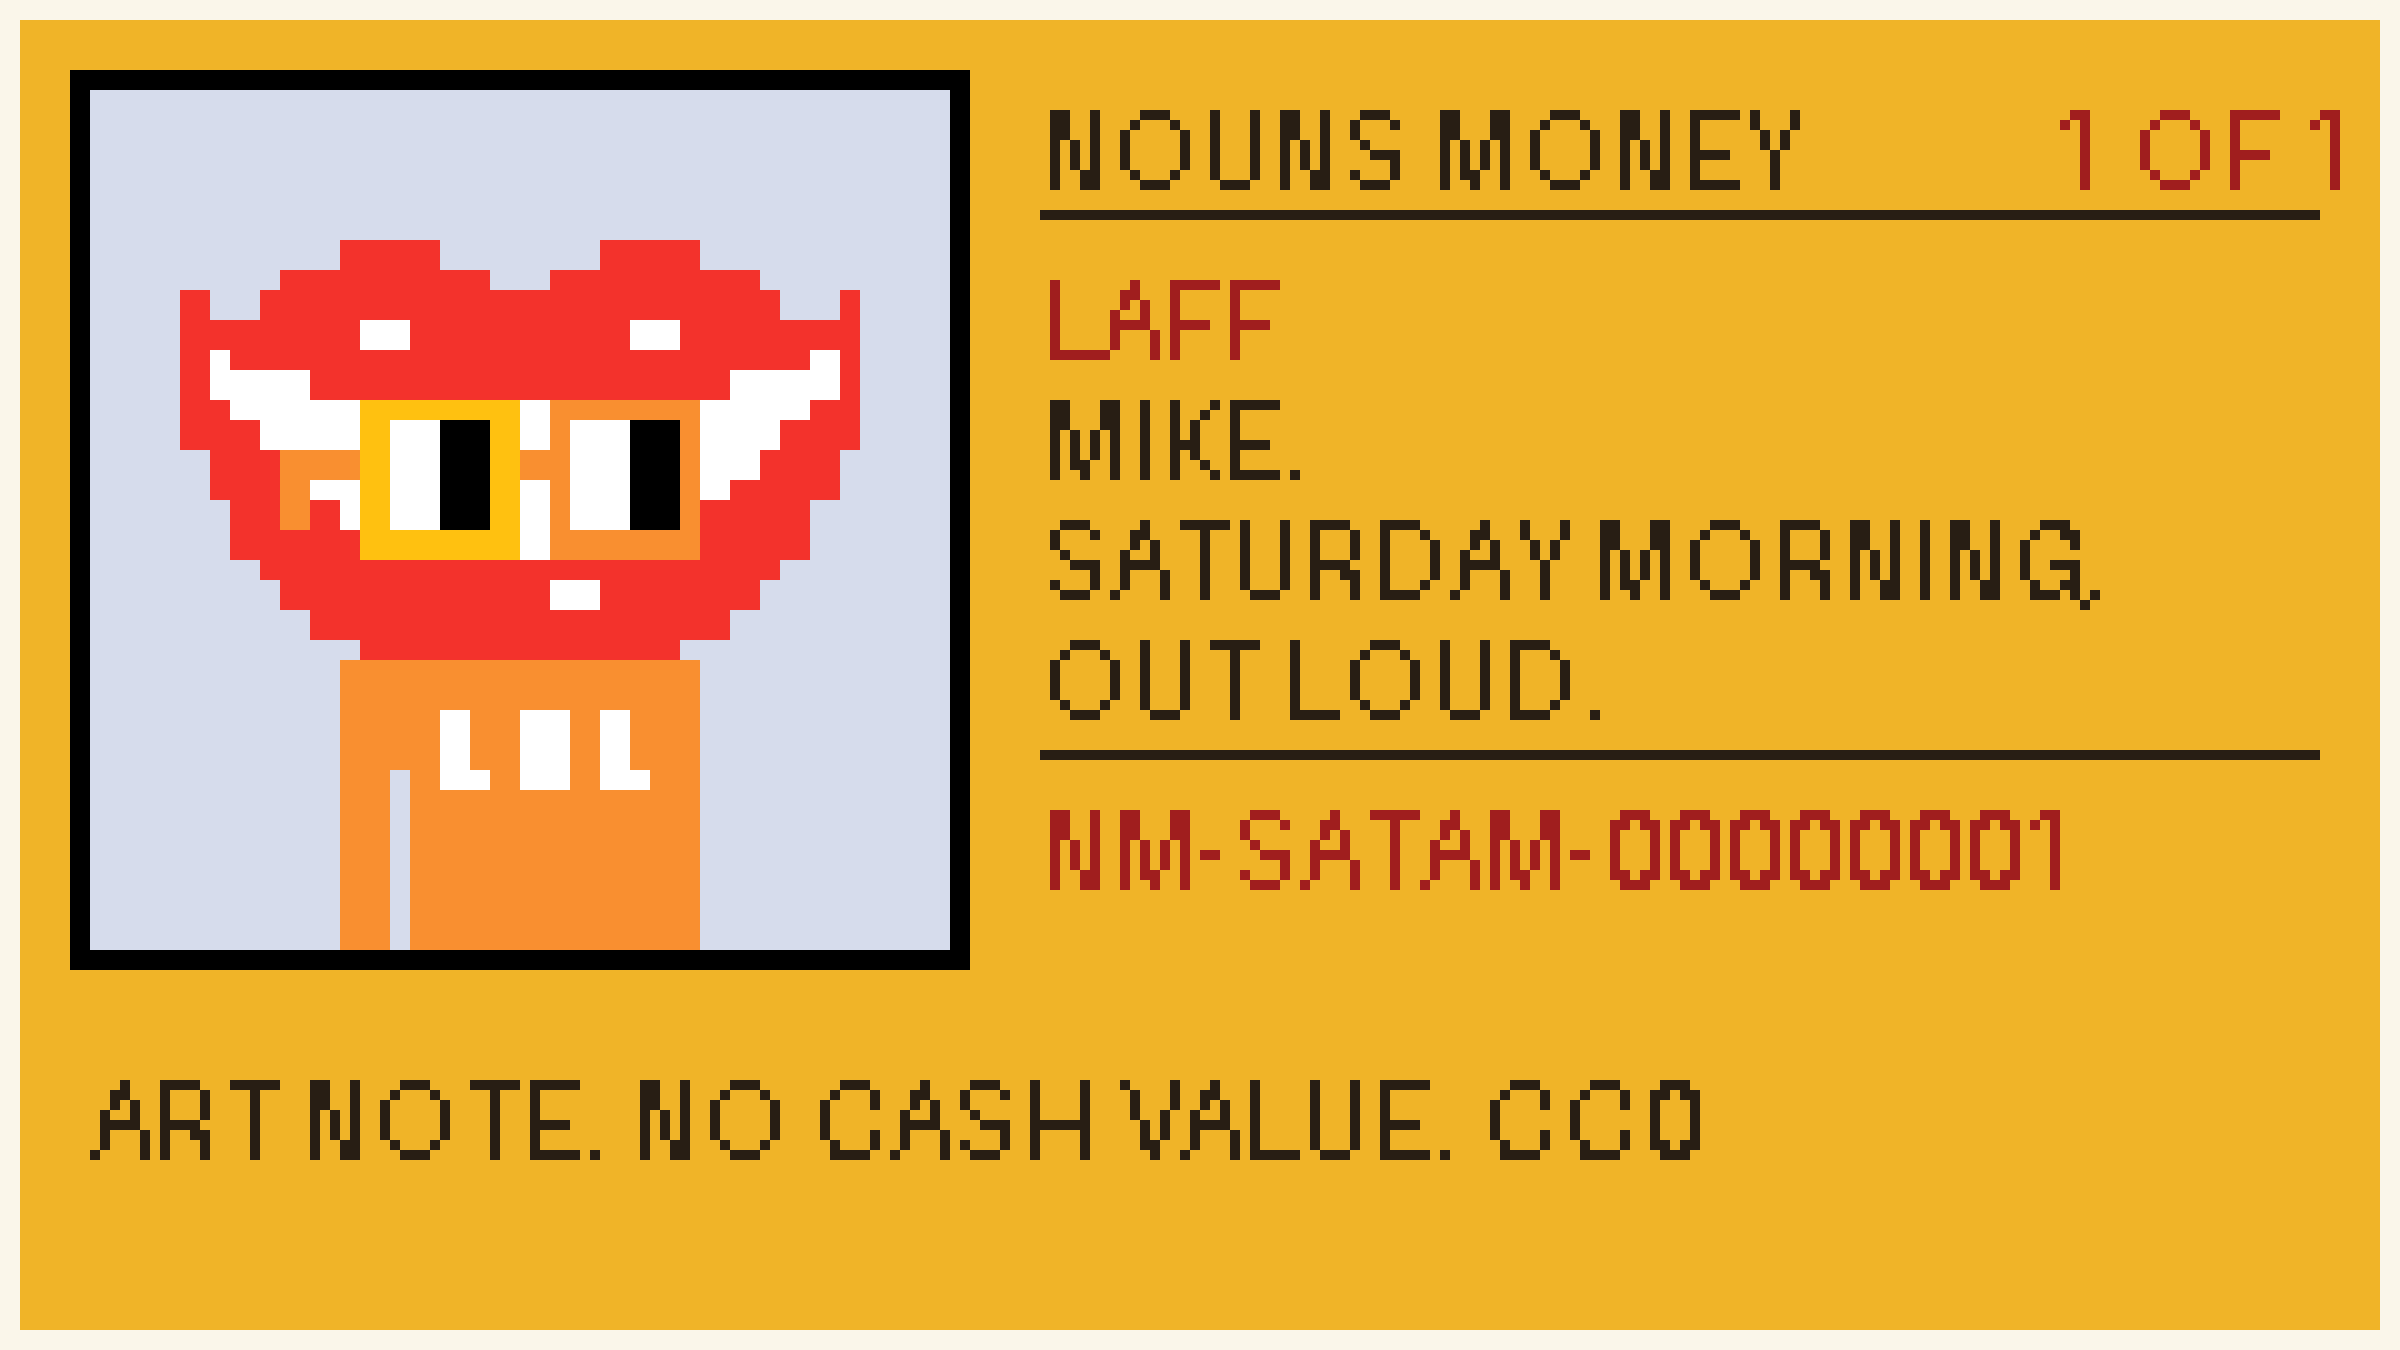 NOUNS MONEY 1 OF 1
LAFF
MIKE.
SATURDAY MORNING,
OUT LOUD.
NM-SATAM-00000001
LOL
ART NOTE. NO CASH VALUE. CC0